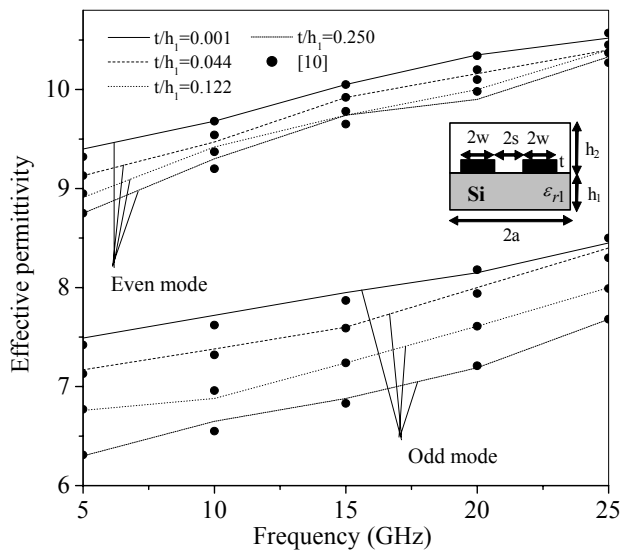 t/h1=0.001
t/h1=0.250
t/h1=0.044
[10]
t/h1=0.122
Effective permittivity
10
9
8
7
6
2w
2s
2w
t
h2
Si
εr1
h1
2a
Even mode
Odd mode
5
10
15
20
25
Frequency (GHz)